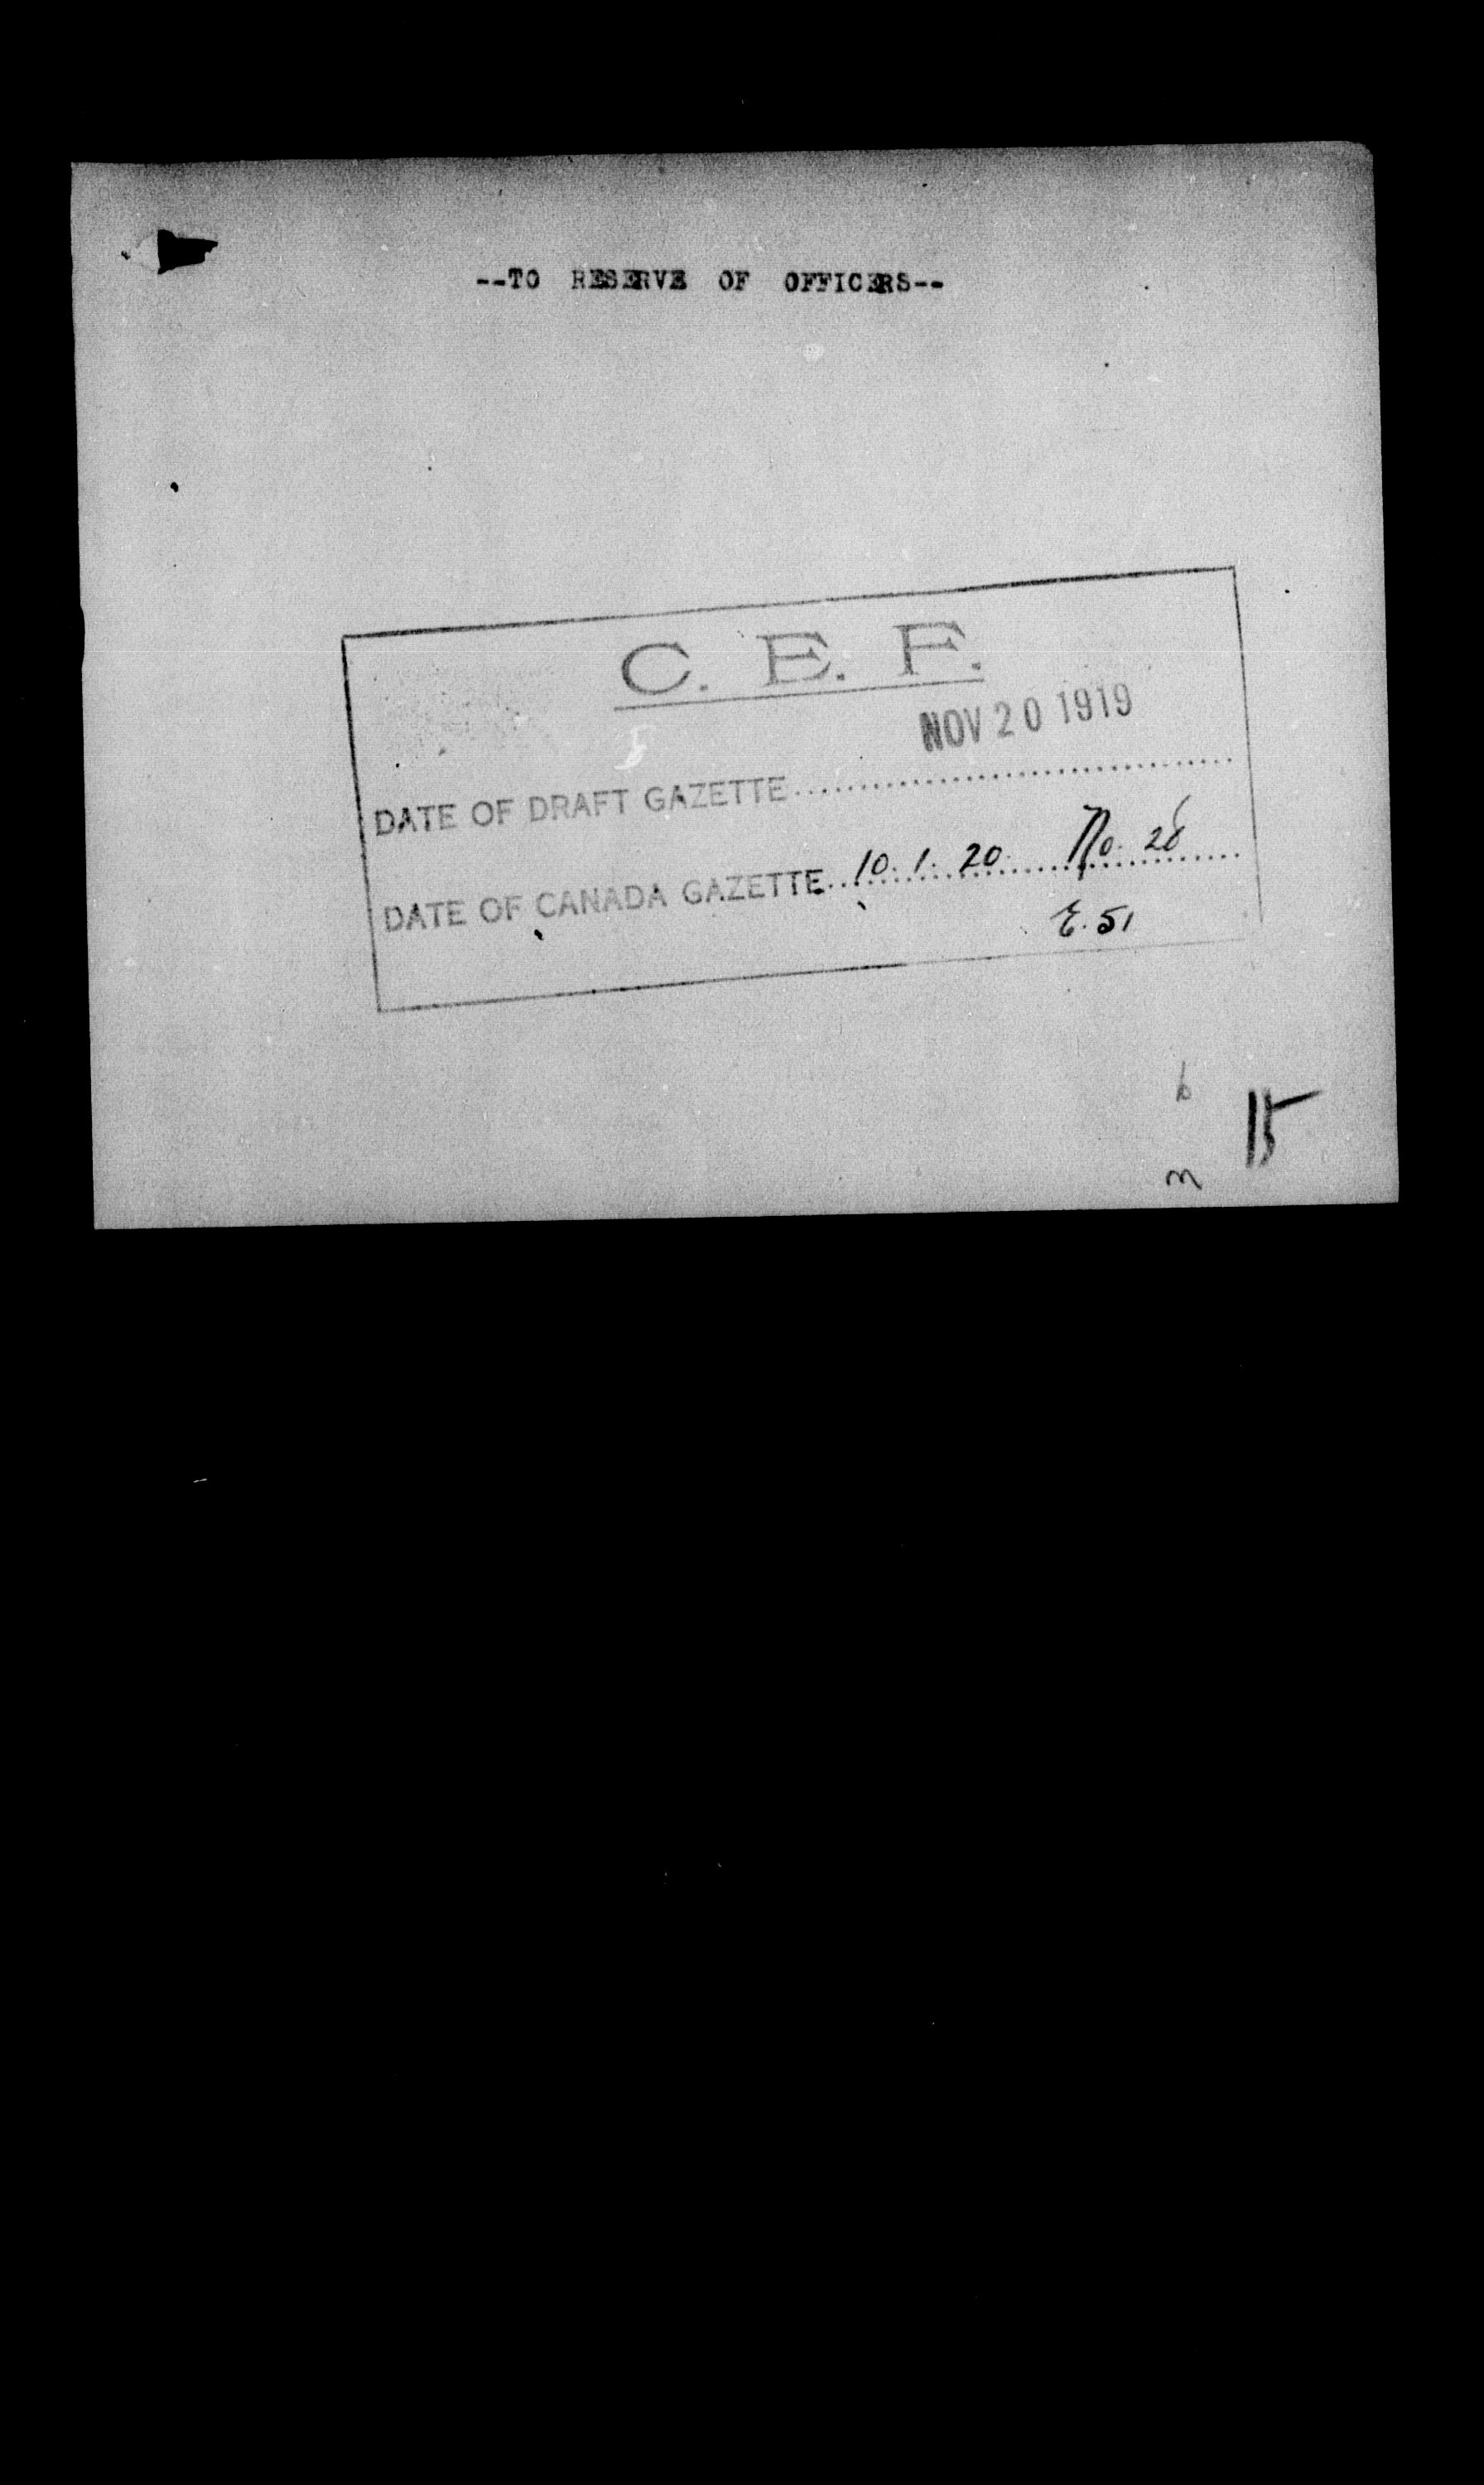 --TO RESERVE OF OFFICERS--
C. E. F.
NOV 20 1919
DATE OF DRAFT GAZETTE
DATE OF CANADA GAZETTE 10.1.20. No. 28
E. 51
b
15
m